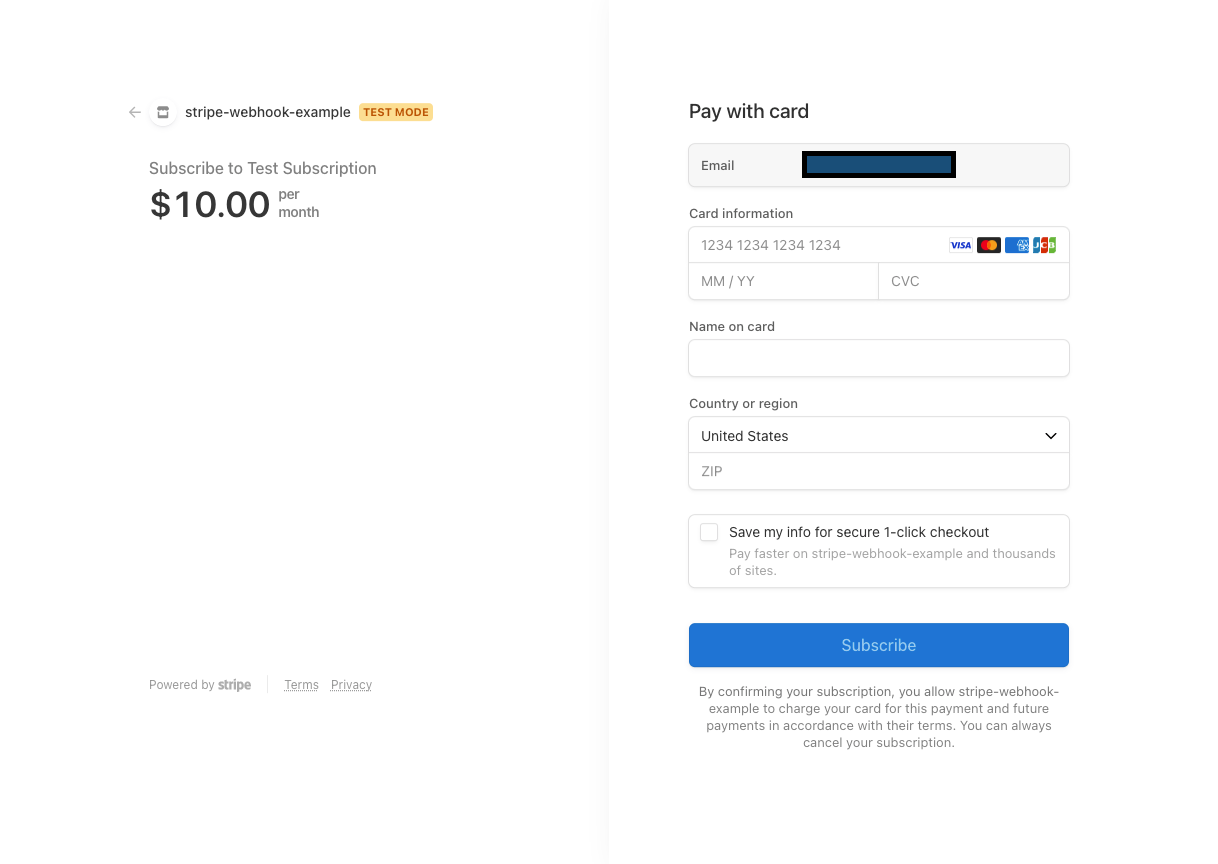 stripe-webhook-example TEST MODE
Subscribe to Test Subscription
$10.00 per
month
Powered by stripe Terms Privacy
Pay with card
Email
Card information
1234 1234 1234 1234 VISA JCB
MM / YY CVC
Name on card
Country or region
United States
ZIP
Save my info for secure 1-click checkout
Pay faster on stripe-webhook-example and thousands
of sites.
Subscribe
By confirming your subscription, you allow stripe-webhook-
example to charge your card for this payment and future
payments in accordance with their terms. You can always
cancel your subscription.